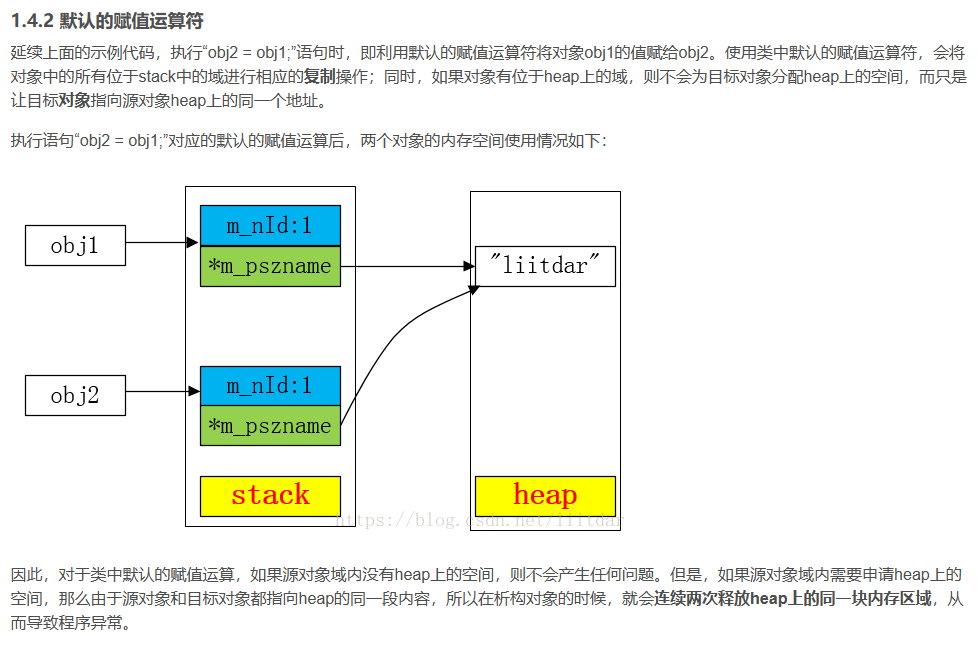 1.4.2 默认的赋值运算符
延续上面的示例代码，执行“obj2 = obj1;”语句时，即利用默认的赋值运算符将对象obj1的值赋给obj2。使用类中默认的赋值运算符，会将
对象中的所有位于stack中的域进行相应的复制操作；同时，如果对象有位于heap上的域，则不会为目标对象分配heap上的空间，而只是
让目标对象指向源对象heap上的同一个地址。
执行语句“obj2 = obj1;”对应的默认的赋值运算后，两个对象的内存空间使用情况如下：
obj1
m_nId:1
*m_pszname
"liitdar"
obj2
m_nId:1
*m_pszname
stack
heap
https://blog.csdn.net/liitdar
因此，对于类中默认的赋值运算，如果源对象域内没有heap上的空间，则不会产生任何问题。但是，如果源对象域内需要申请heap上的
空间，那么由于源对象和目标对象都指向heap的同一段内容，所以在析构对象的时候，就会连续两次释放heap上的同一块内存区域，从
而导致程序异常。